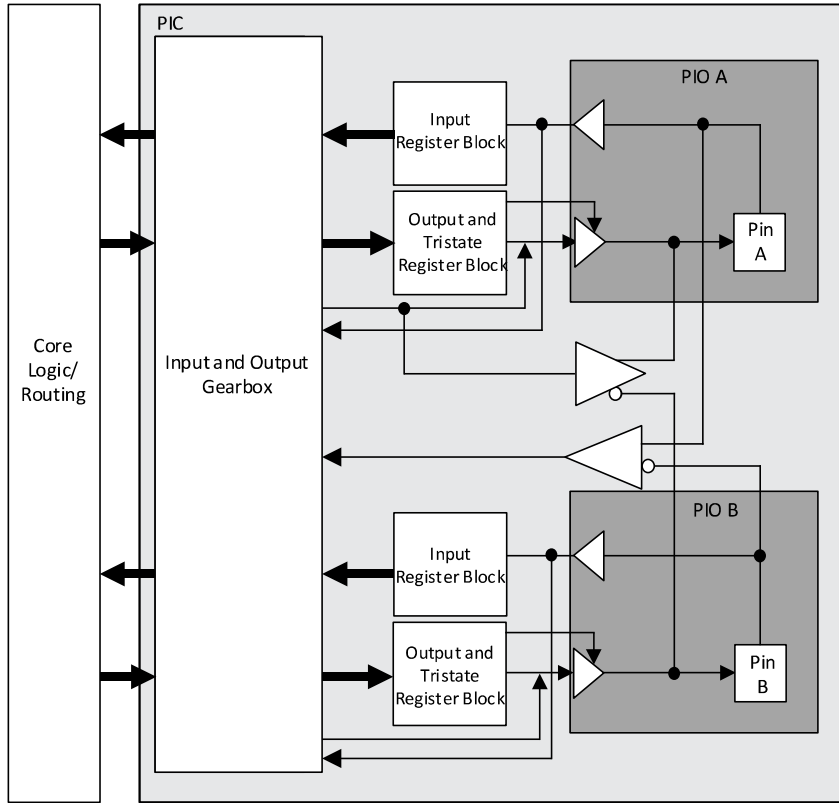 PIC
PIO A
Input
Register Block
Output and
Tristate
Register Block
Pin
A
Core
Logic/
Routing
Input and Output
Gearbox
PIO B
Input
Register Block
Output and
Tristate
Register Block
Pin
B